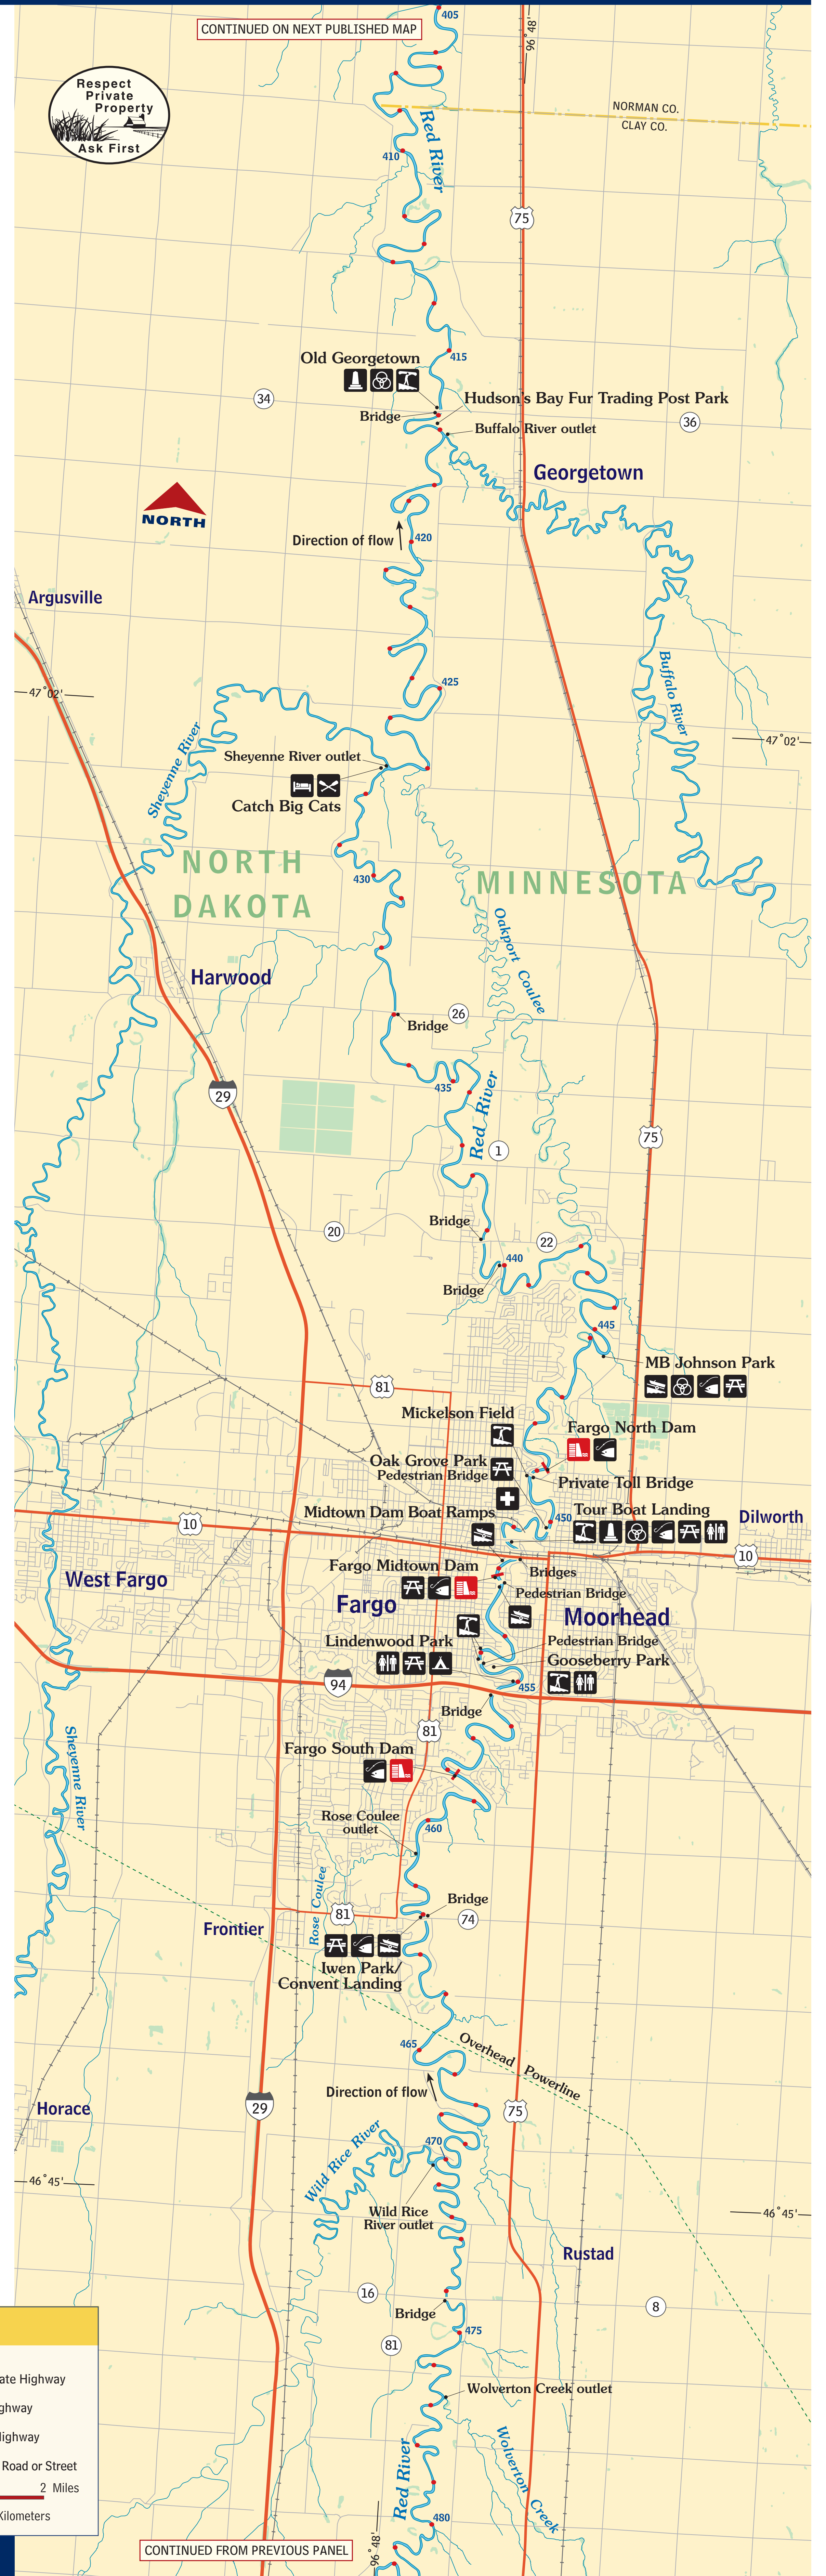 405
CONTINUED ON NEXT PUBLISHED MAP
96°48'
Respect
Private
Property
Ask First
NORMAN CO.
CLAY CO.
Red River
410
75
Old Georgetown
415
34
Hudson's Bay Fur Trading Post Park
Bridge
36
Buffalo River outlet
Georgetown
NORTH
Direction of flow
420
Argusville
Buffalo River
425
47°02'
47°02'
Sheyenne River
Sheyenne River outlet
Catch Big Cats
NORTH
DAKOTA
MINNESOTA
430
Oakport Coulee
Harwood
26
Bridge
29
435
Red River
75
1
20
Bridge
22
440
Bridge
445
MB Johnson Park
81
Mickelson Field
Fargo North Dam
Oak Grove Park
Pedestrian Bridge
Private Toll Bridge
Midtown Dam Boat Ramps
Tour Boat Landing
450
Dilworth
10
10
Fargo Midtown Dam
Bridges
West Fargo
Pedestrian Bridge
Fargo
Moorhead
Lindenwood Park
Pedestrian Bridge
Gooseberry Park
94
455
Bridge
81
Sheyenne River
Fargo South Dam
Rose Coulee
outlet
460
Rose Coulee
Bridge
81
74
Frontier
Iwen Park/
Convent Landing
465
Overhead Powerline
Direction of flow
29
75
Horace
470
Wild Rice River
46°45'
46°45'
Wild Rice
River outlet
Rustad
16
8
Bridge
475
81
ate Highway
Wolverton Creek outlet
ghway
Highway
Road or Street
Wolverton Creek
2 Miles
Red River
Kilometers
480
96°48'
CONTINUED FROM PREVIOUS PANEL